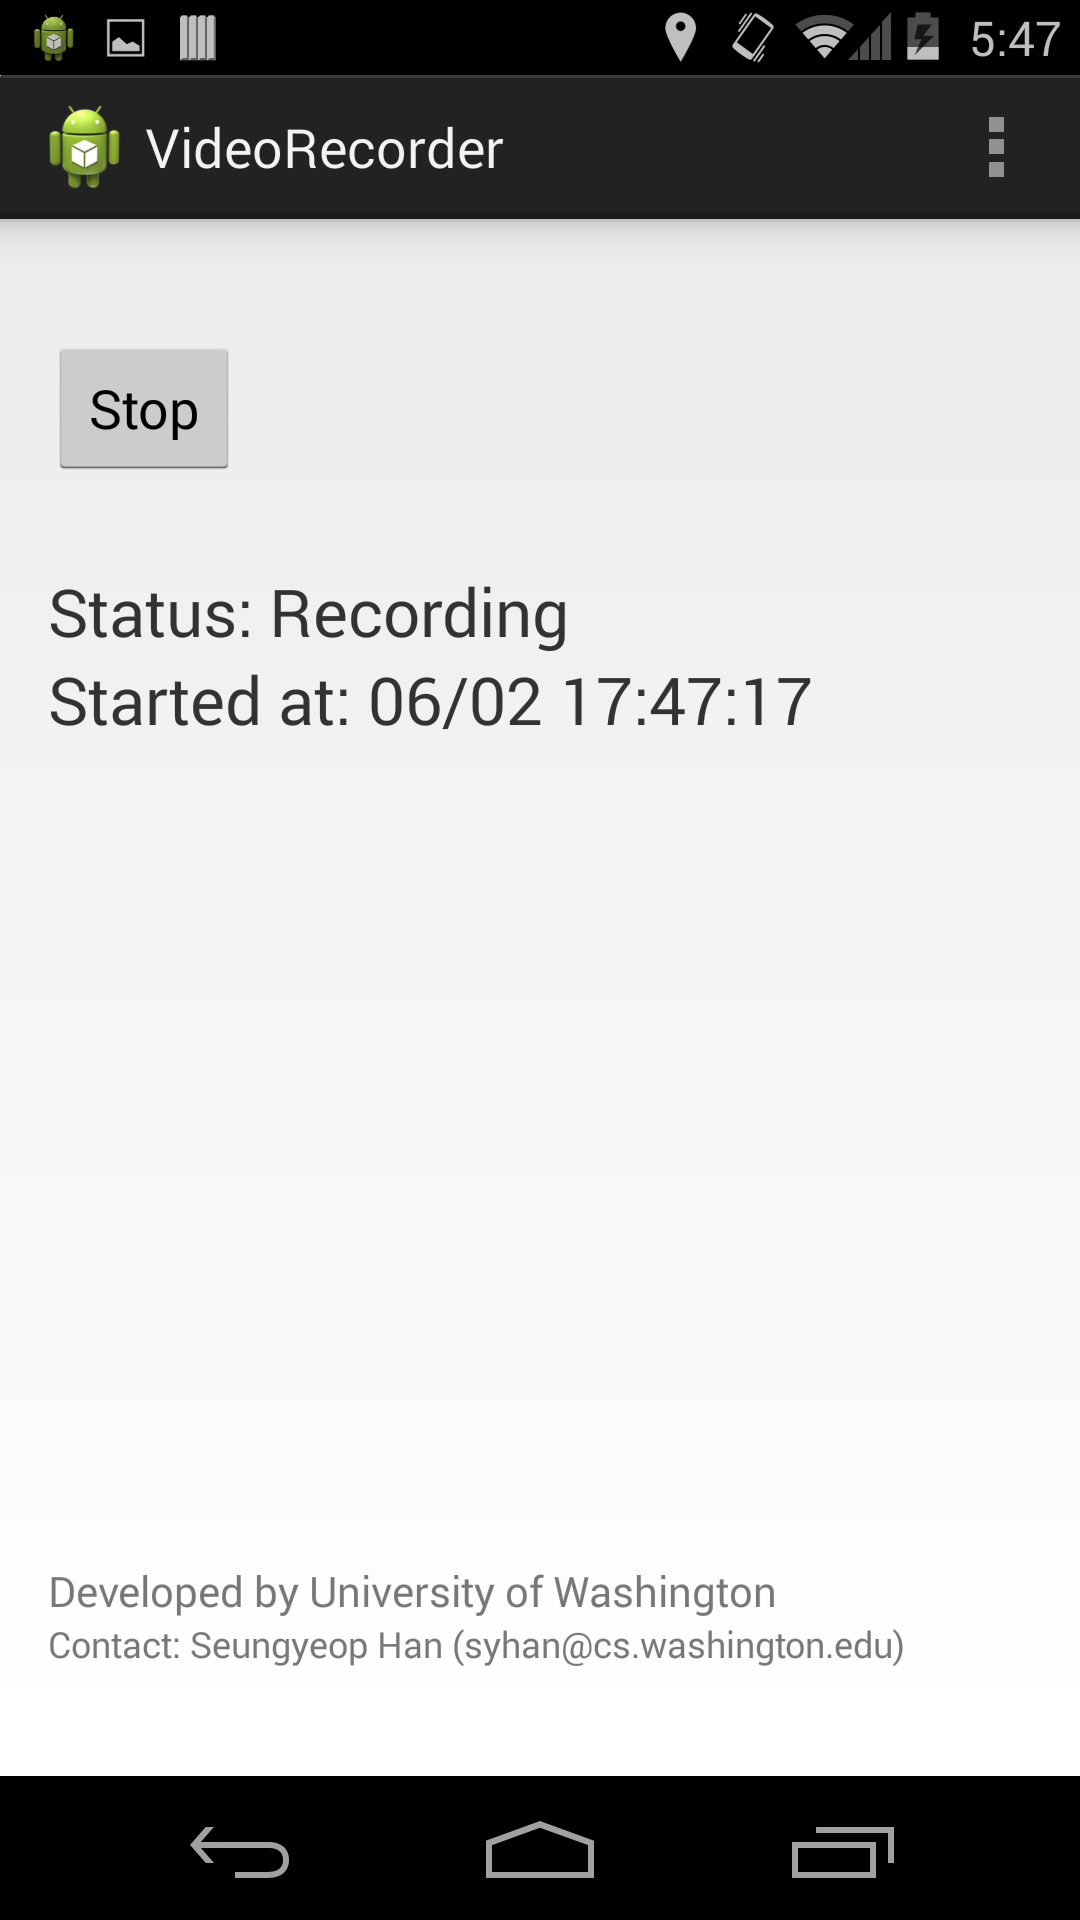 5:47
VideoRecorder
Stop
Status: Recording
Started at: 06/02 17:47:17
Developed by University of Washington
Contact: Seungyeop Han (syhan@cs.washington.edu)